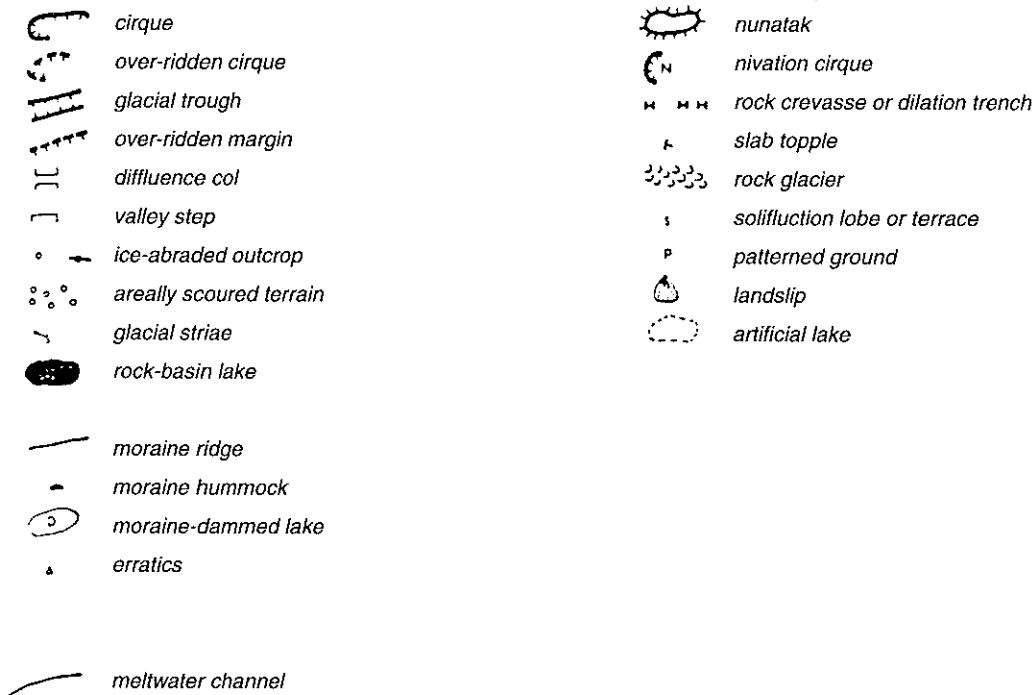 cirque
over-ridden cirque
glacial trough
over-ridden margin
diffluence col
valley step
ice-abraded outcrop
areally scoured terrain
glacial striae
rock-basin lake
moraine ridge
moraine hummock
moraine-dammed lake
erratics
meltwater channel
nunatak
N nivation cirque
rock crevasse or dilation trench
slab topple
rock glacier
s solifluction lobe or terrace
P patterned ground
landslip
artificial lake